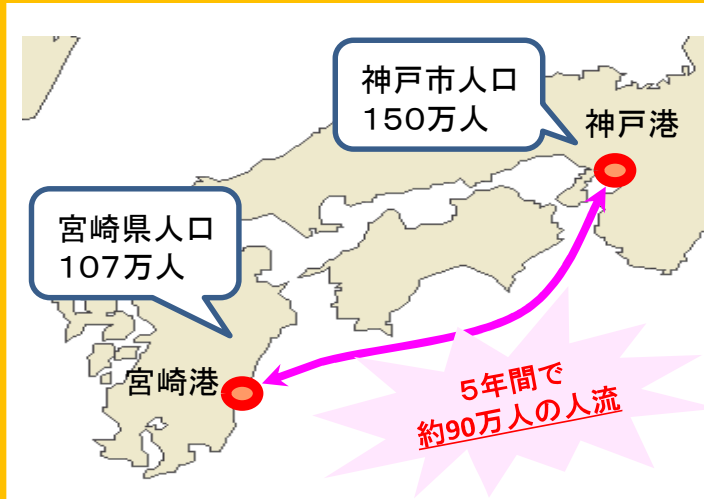 神戸市人口
１５０万人
神戸港
宮崎県人口
１０７万人
宮崎港
５年間で
約90万人の人流